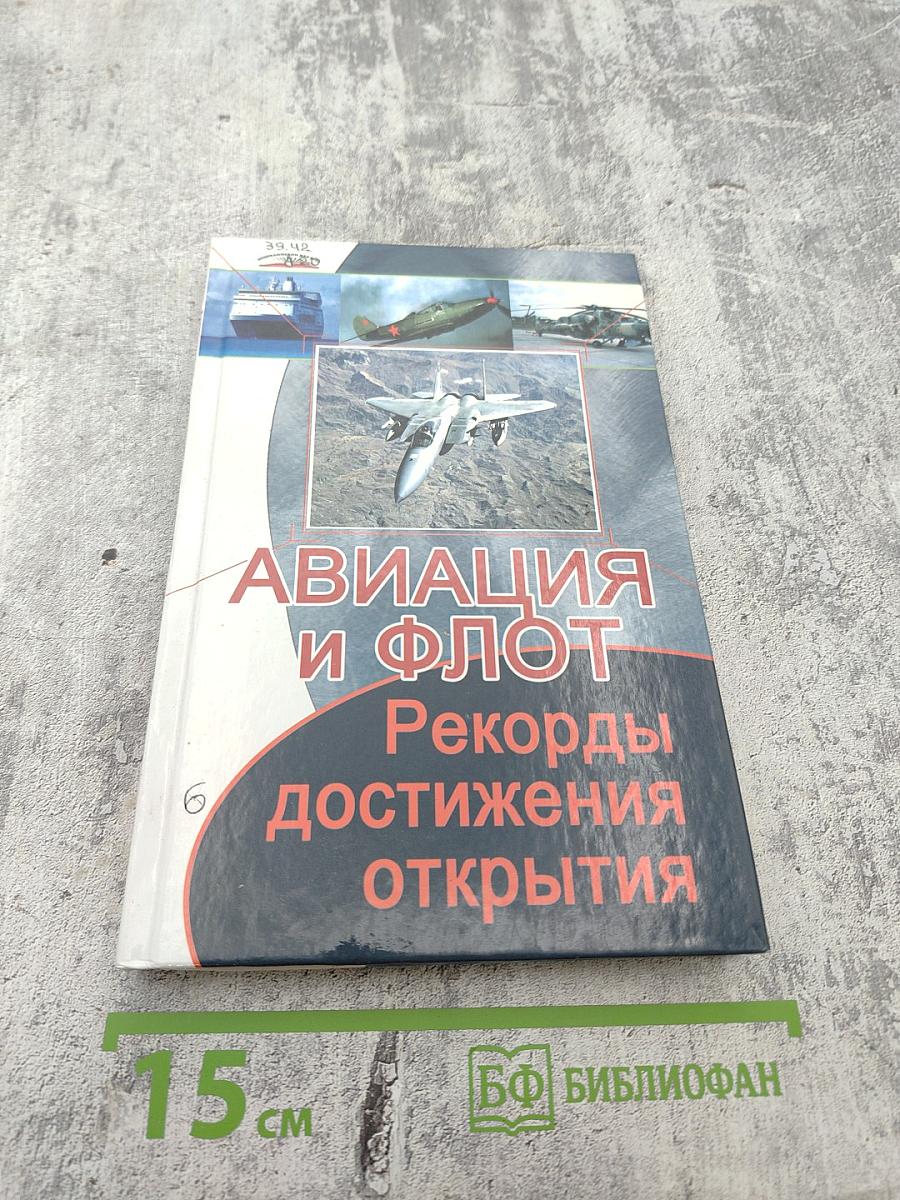 39.42
АВИАЦИЯ
и ФЛОТ
Рекорды
достижения
открытия
6
15 см
БФ БИБЛИОФАН